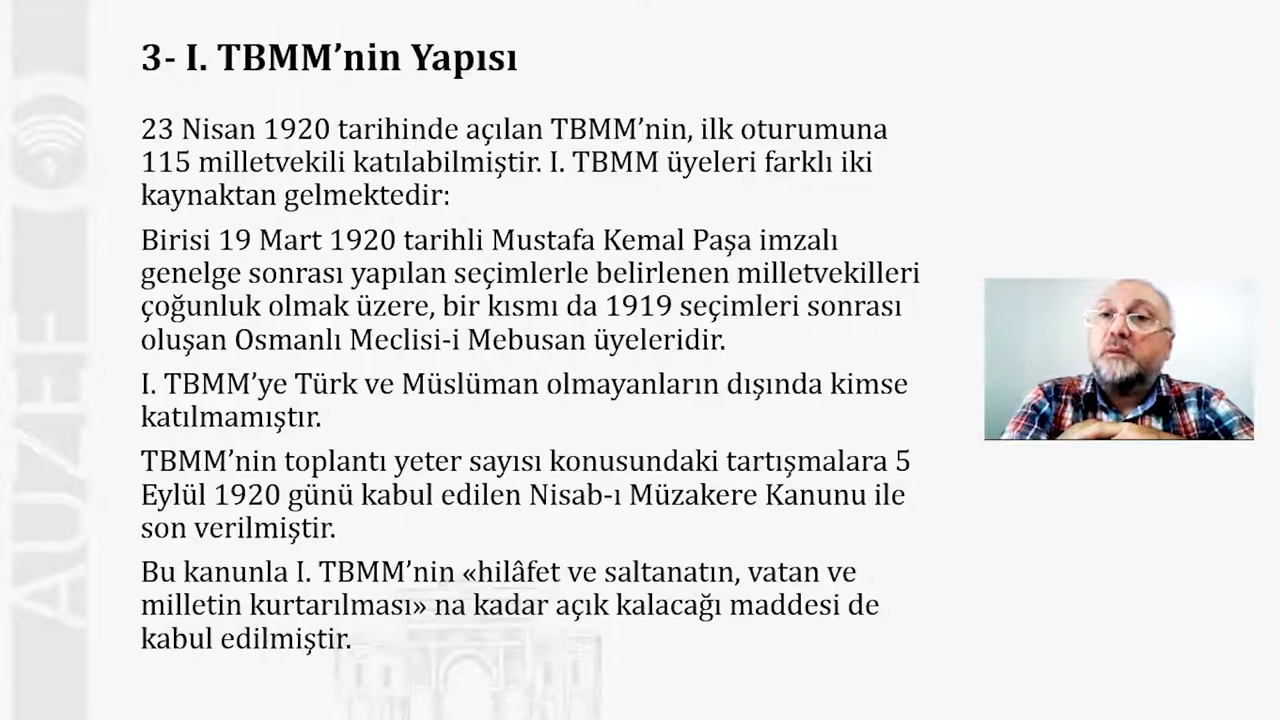 3- I. TBMM’nin Yapısı
23 Nisan 1920 tarihinde açılan TBMM’nin, ilk oturumuna
115 milletvekili katılabilmiştir. I. TBMM üyeleri farklı iki
kaynaktan gelmektedir:
Birisi 19 Mart 1920 tarihli Mustafa Kemal Paşa imzalı
genelge sonrası yapılan seçimlerle belirlenen milletvekilleri
çoğunluk olmak üzere, bir kısmı da 1919 seçimleri sonrası
oluşan Osmanlı Meclisi-i Mebusan üyeleridir.
I. TBMM’ye Türk ve Müslüman olmayanların dışında kimse
katılmamıştır.
TBMM’nin toplantı yeter sayısı konusundaki tartışmalara 5
Eylül 1920 günü kabul edilen Nisab-ı Müzakere Kanunu ile
son verilmiştir.
Bu kanunla I. TBMM’nin «hilâfet ve saltanatın, vatan ve
milletin kurtarılması» na kadar açık kalacağı maddesi de
kabul edilmiştir.
AUZEF